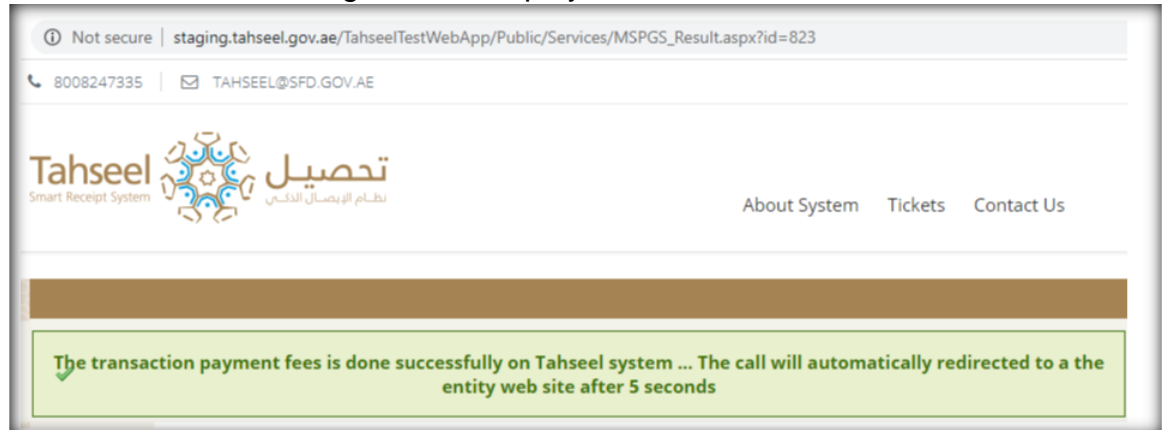 Not secure | staging.tahseel.gov.ae/TahseelTestWebApp/Public/Services/MSPGS_Result.aspx?id=823
8008247335 | TAHSEEL@SFD.GOV.AE
Tahseel تحصيل
Smart Receipt System نظام الإيصال الذكي
About System Tickets Contact Us
The transaction payment fees is done successfully on Tahseel system ... The call will automatically redirected to a the
entity web site after 5 seconds